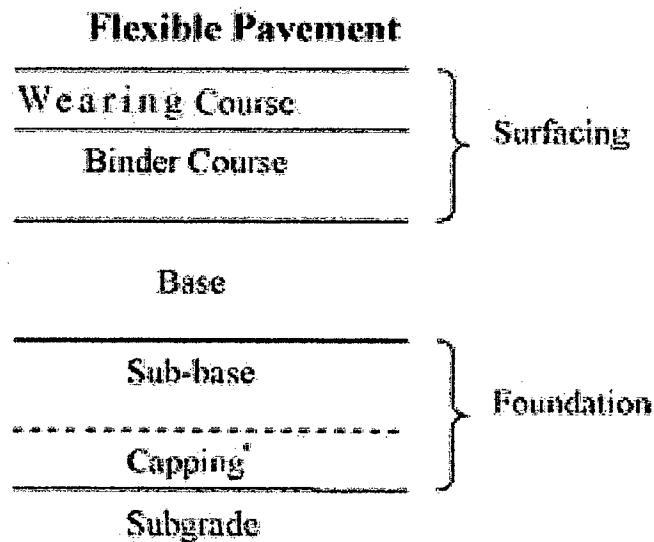 Flexible Pavement
Wearing Course
Surfacing
Binder Course
Base
Sub-base
Foundation
Capping*
Subgrade